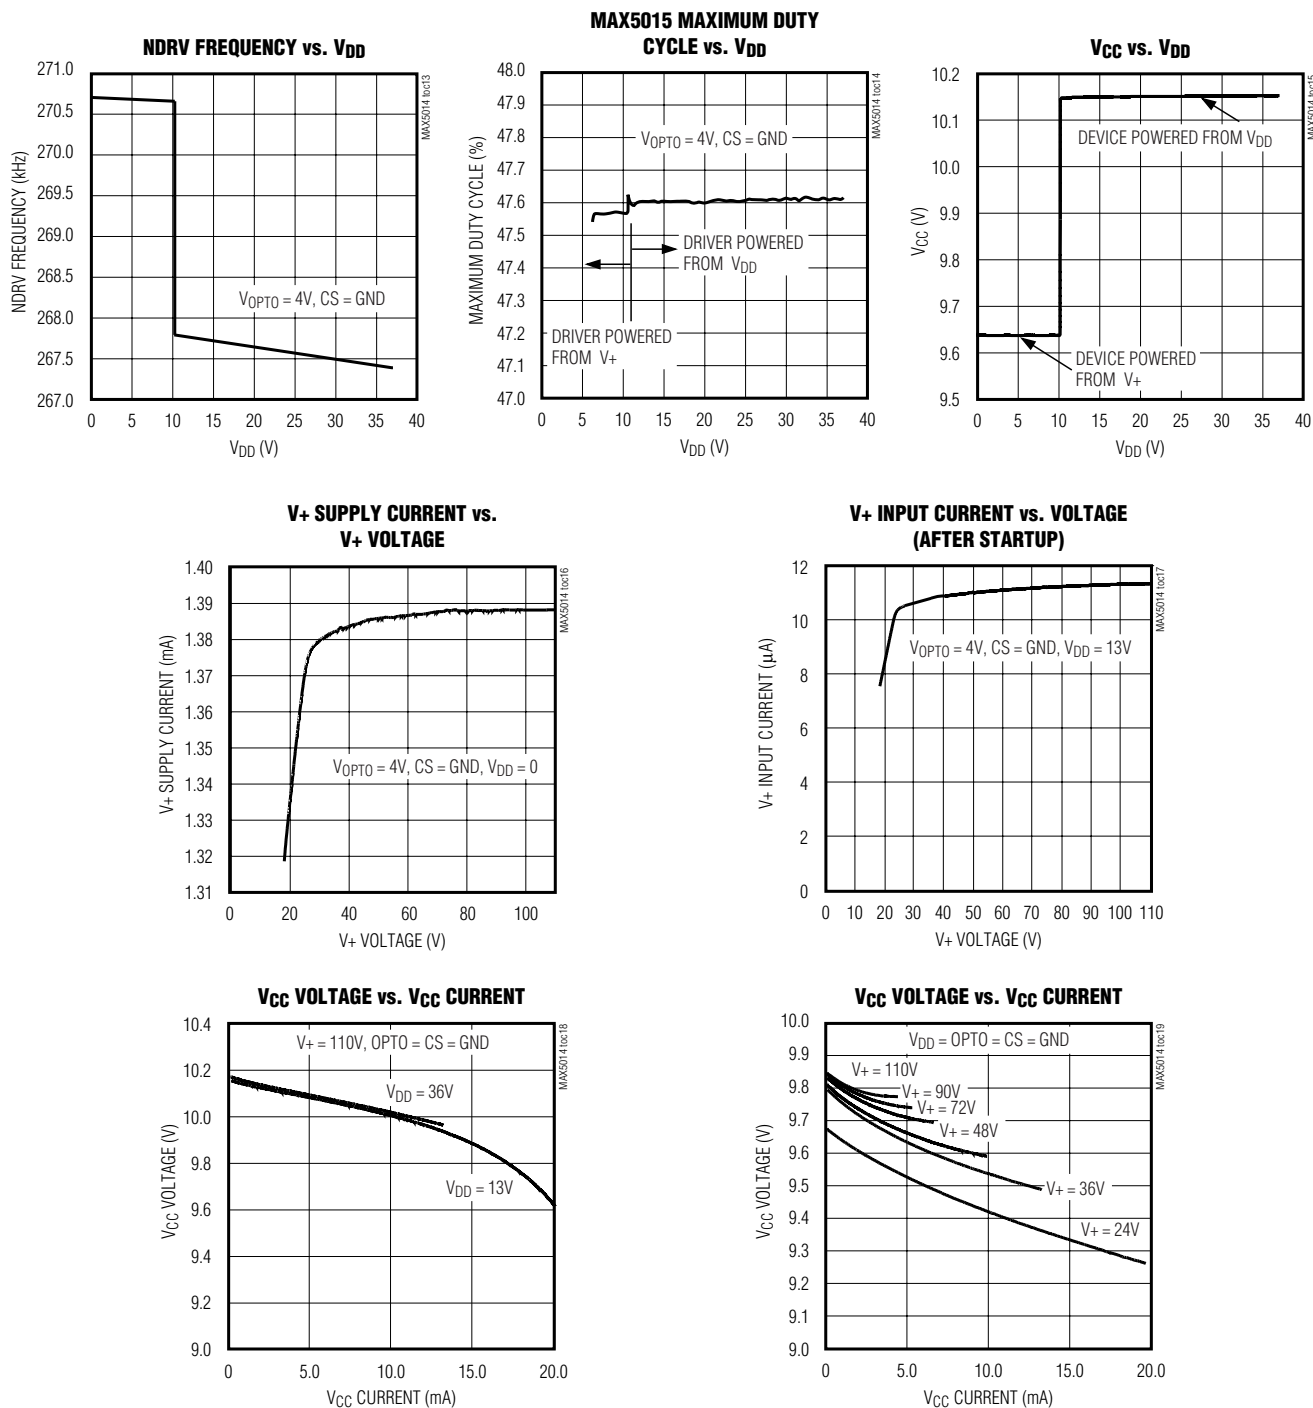 NDRV FREQUENCY vs. VDD
271.0
270.5
270.0
269.5
269.0
268.5
268.0
267.5
267.0
NDRV FREQUENCY (kHz)
VOPTO = 4V, CS = GND
0 5 10 15 20 25 30 35 40
VDD (V)
MAX5014 toc13
MAX5015 MAXIMUM DUTY
CYCLE vs. VDD
48.0
47.9
47.8
47.7
47.6
47.5
47.4
47.3
47.2
47.1
47.0
MAXIMUM DUTY CYCLE (%)
VOPTO = 4V, CS = GND
DRIVER POWERED
FROM VDD
DRIVER POWERED
FROM V+
0 5 10 15 20 25 30 35 40
VDD (V)
MAX5014 toc14
VCC vs. VDD
10.2
10.1
10.0
9.9
9.8
9.7
9.6
9.5
VCC (V)
DEVICE POWERED FROM VDD
DEVICE POWERED
FROM V+
0 5 10 15 20 25 30 35 40
VDD (V)
MAX5014 toc15
V+ SUPPLY CURRENT vs.
V+ VOLTAGE
1.40
1.39
1.38
1.37
1.36
1.35
1.34
1.33
1.32
1.31
V+ SUPPLY CURRENT (mA)
VOPTO = 4V, CS = GND, VDD = 0
0 20 40 60 80 100
V+ VOLTAGE (V)
MAX5014 toc16
V+ INPUT CURRENT vs. VOLTAGE
(AFTER STARTUP)
12
10
8
6
4
2
0
V+ INPUT CURRENT (µA)
VOPTO = 4V, CS = GND, VDD = 13V
0 10 20 30 40 50 60 70 80 90 100 110
V+ VOLTAGE (V)
MAX5014 toc17
VCC VOLTAGE vs. VCC CURRENT
10.4
10.2
10.0
9.8
9.6
9.4
9.2
9.0
VCC VOLTAGE (V)
V+ = 110V, OPTO = CS = GND
VDD = 36V
VDD = 13V
0 5.0 10.0 15.0 20.0
VCC CURRENT (mA)
MAX5014 toc18
VCC VOLTAGE vs. VCC CURRENT
10.0
9.9
9.8
9.7
9.6
9.5
9.4
9.3
9.2
9.1
9.0
VCC VOLTAGE (V)
VDD = OPTO = CS = GND
V+ = 110V
V+ = 90V
V+ = 72V
V+ = 48V
V+ = 36V
V+ = 24V
0 5.0 10.0 15.0 20.0
VCC CURRENT (mA)
MAX5014 toc19